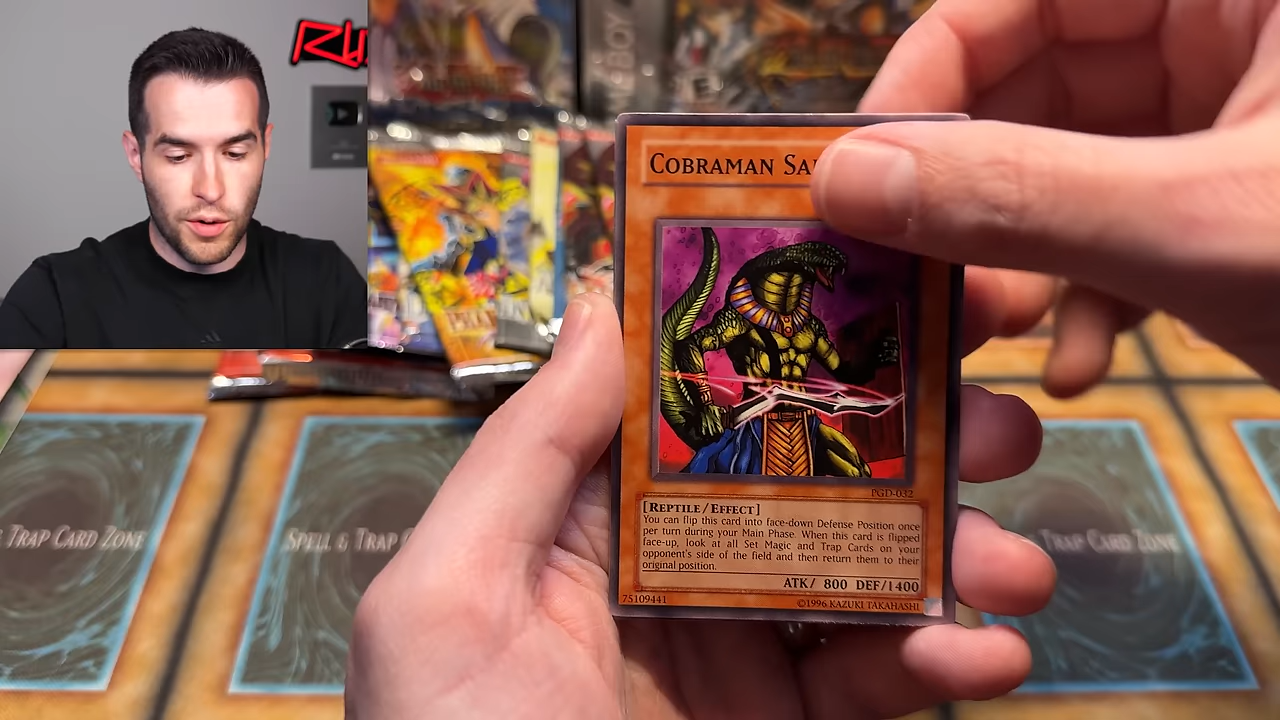 COBRAMAN SA
PGD-032
[REPTILE/EFFECT]
You can flip this card into face-down Defense Position once
per turn during your Main Phase. When this card is flipped
face-up, look at all Set Magic and Trap Cards on your
opponent's side of the field and then return them to their
original position.
ATK/ 800 DEF/1400
75109441
©1996 KAZUKI TAKAHASHI
TRAP CARD ZONE
SPELL & TRAP
TRAP CARD ZONE